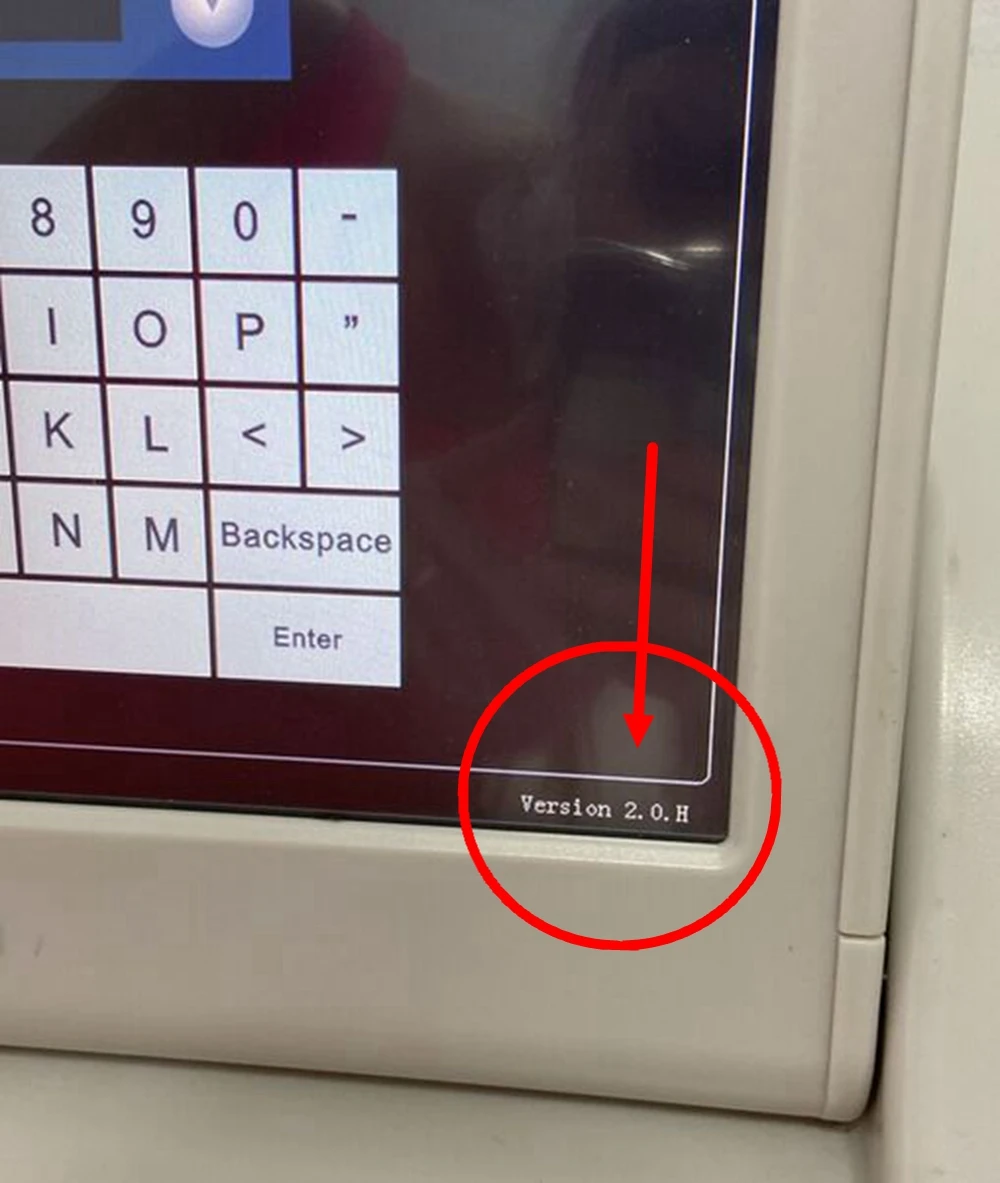 8 9 0 -
I O P ”
K L < >
N M Backspace
Enter
Version 2.0.H